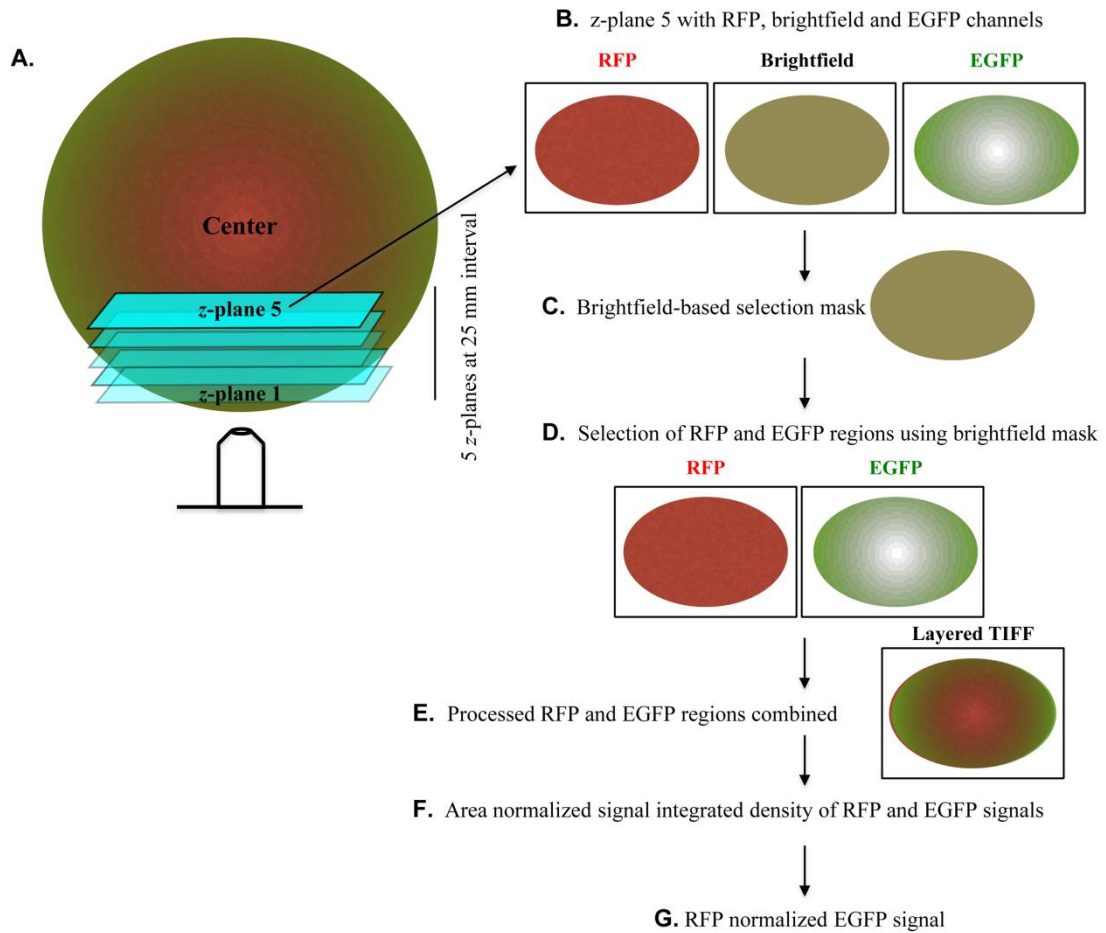 A.
Center
z-plane 5
z-plane 1
5 z-planes at 25 mm interval
B. z-plane 5 with RFP, brightfield and EGFP channels
RFP Brightfield EGFP
C. Brightfield-based selection mask
D. Selection of RFP and EGFP regions using brightfield mask
RFP EGFP
Layered TIFF
E. Processed RFP and EGFP regions combined
F. Area normalized signal integrated density of RFP and EGFP signals
G. RFP normalized EGFP signal